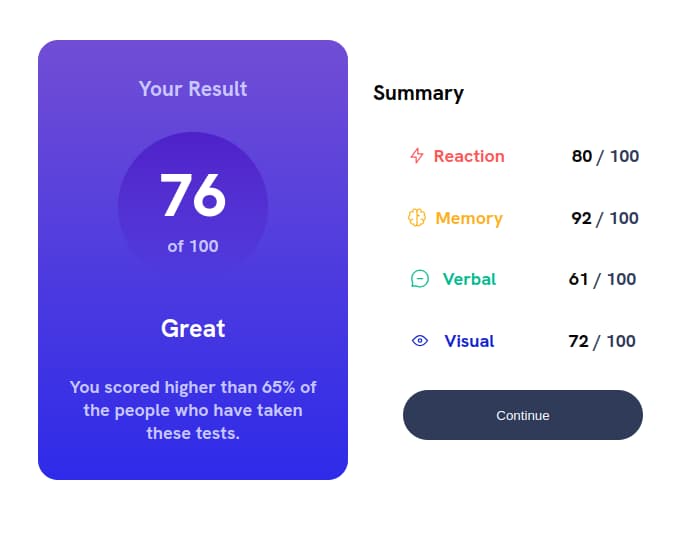 Your Result
76
of 100
Great
You scored higher than 65% of
the people who have taken
these tests.
Summary
Reaction 80 / 100
Memory 92 / 100
Verbal 61 / 100
Visual 72 / 100
Continue